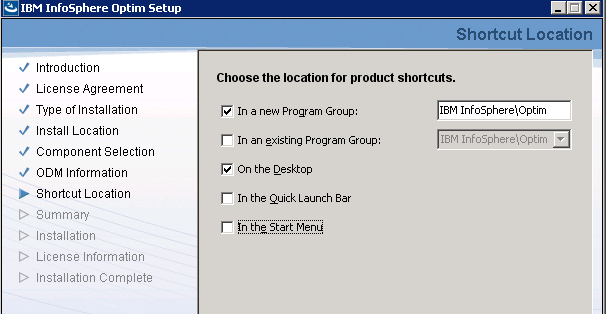 IBM InfoSphere Optim Setup
Shortcut Location
Introduction
License Agreement
Type of Installation
Install Location
Component Selection
ODM Information
Shortcut Location
Summary
Installation
License Information
Installation Complete
Choose the location for product shortcuts.
In a new Program Group: IBM InfoSphere\Optim
In an existing Program Group: IBM InfoSphere\Optim
On the Desktop
In the Quick Launch Bar
In the Start Menu